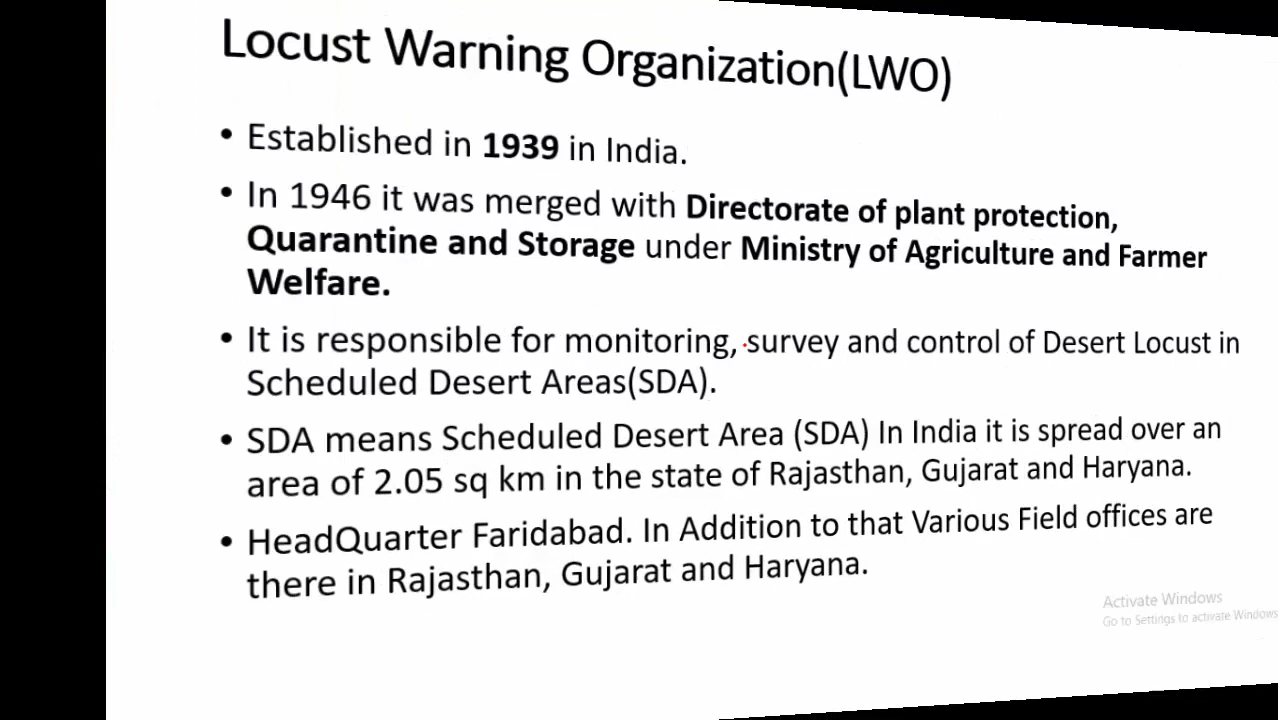 Locust Warning Organization(LWO)
• Established in 1939 in India.
• In 1946 it was merged with Directorate of plant protection,
Quarantine and Storage under Ministry of Agriculture and Farmer
Welfare.
• It is responsible for monitoring, survey and control of Desert Locust in
Scheduled Desert Areas(SDA).
• SDA means Scheduled Desert Area (SDA) In India it is spread over an
area of 2.05 sq km in the state of Rajasthan, Gujarat and Haryana.
• HeadQuarter Faridabad. In Addition to that Various Field offices are
there in Rajasthan, Gujarat and Haryana.
Activate Windows
Go to Settings to activate Windows